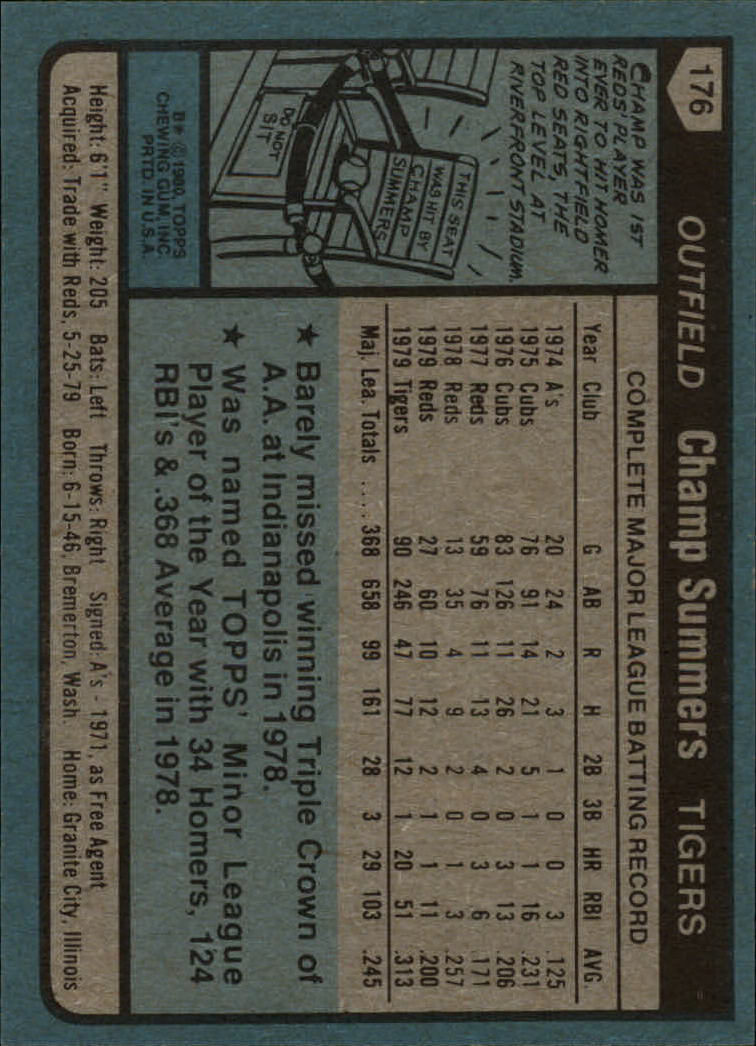 176
OUTFIELD Champ Summers TIGERS
CHAMP WAS 1ST
REDS' PLAYER
EVER TO HIT HOMER
INTO RIGHTFIELD
RED SEATS, THE
TOP LEVEL AT
RIVERFRONT STADIUM.
THIS SEAT
WAS HIT BY
CHAMP
SUMMERS
DO NOT
SIT
B* © 1980, TOPPS
CHEWING GUM, INC.
PRTD. IN U.S.A.
COMPLETE MAJOR LEAGUE BATTING RECORD
Year Club G AB R H 2B 3B HR RBI AVG.
1974 A's 20 24 2 3 1 0 0 3 .125
1975 Cubs 76 91 14 21 5 1 1 16 .231
1976 Cubs 83 126 11 26 2 0 3 13 .206
1977 Reds 59 76 11 13 4 0 3 6 .171
1978 Reds 13 35 4 9 2 0 1 3 .257
1979 Reds 27 60 10 12 2 1 1 11 .200
1979 Tigers 90 246 47 77 12 1 20 51 .313
Maj. Lea. Totals .... 368 658 99 161 28 3 29 103 .245
★ Barely missed winning Triple Crown of
A.A. at Indianapolis in 1978.
★ Was named TOPPS' Minor League
Player of the Year with 34 Homers, 124
RBI's & .368 Average in 1978.
Height: 6'1" Weight: 205 Bats: Left Throws: Right Signed: A's - 1971, as Free Agent
Acquired: Trade with Reds, 5-25-79 Born: 6-15-46, Bremerton, Wash. Home: Granite City, Illinois